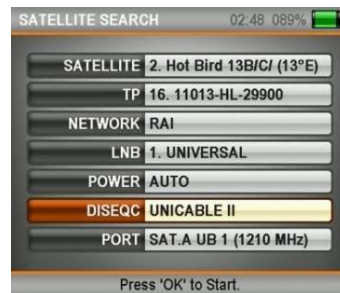 SATELLITE SEARCH 02:48 089%
SATELLITE 2. Hot Bird 13B/C/ (13°E)
TP 16. 11013-HL-29900
NETWORK RAI
LNB 1. UNIVERSAL
POWER AUTO
DISEQC UNICABLE II
PORT SAT.A UB 1 (1210 MHz)
Press 'OK' to Start.